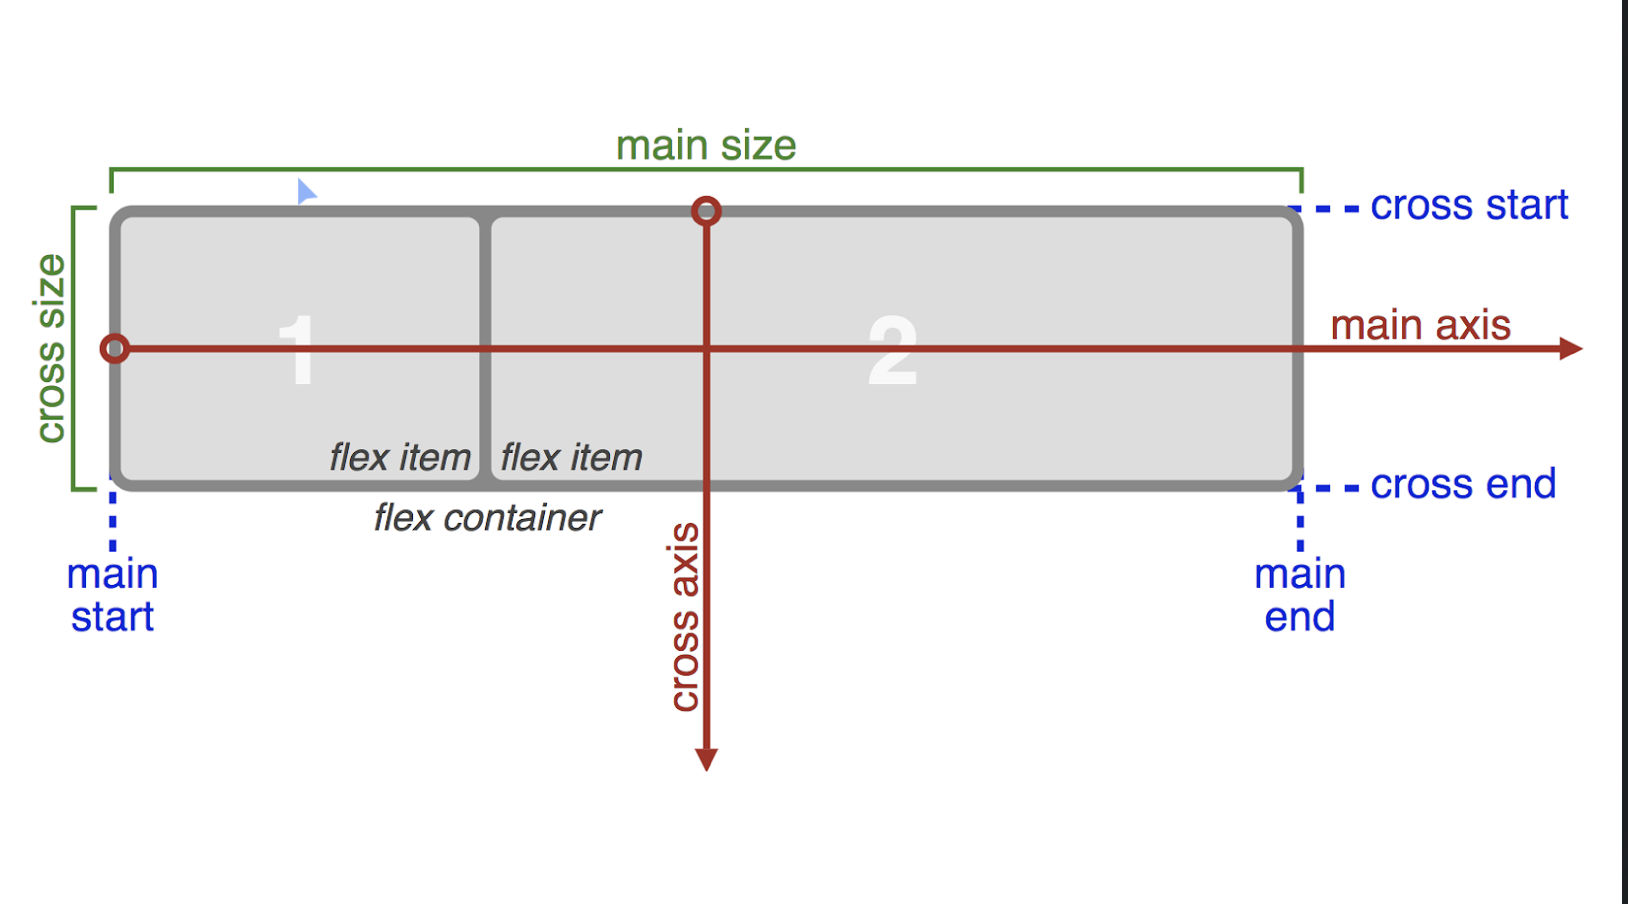 main size
cross start
cross size
1
2
main axis
flex item
flex item
cross end
flex container
cross axis
main
start
main
end